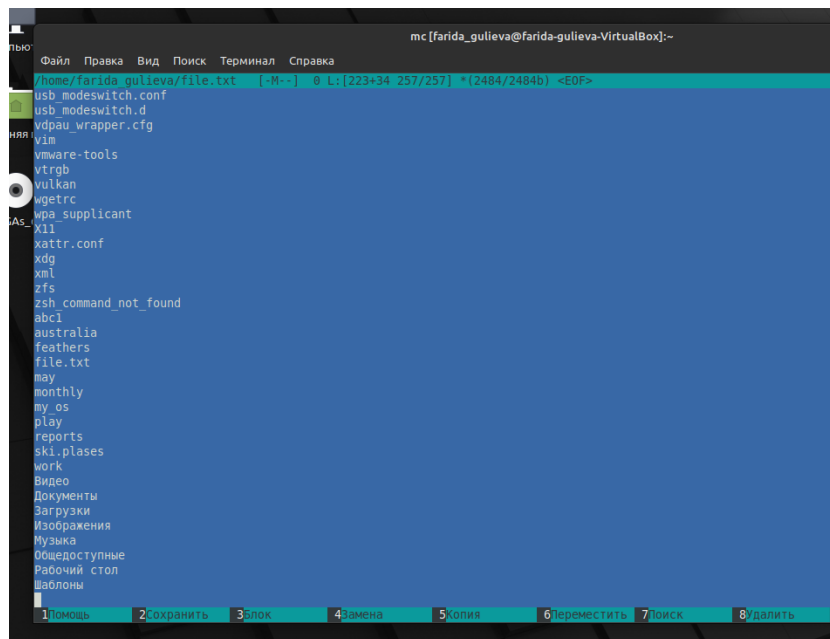 mc [farida_gulieva@farida-gulieva-VirtualBox]:~
Файл Правка Вид Поиск Терминал Справка
/home/farida_gulieva/file.txt [-M--] 0 L:[223+34 257/257] *(2484/2484b) <EOF>
usb_modeswitch.conf
usb_modeswitch.d
vdpau_wrapper.cfg
vim
vmware-tools
vtrgb
vulkan
wgetrc
wpa_supplicant
X11
xattr.conf
xdg
xml
zfs
zsh_command_not_found
abc1
australia
feathers
file.txt
may
monthly
my_os
play
reports
ski.plases
work
Видео
Документы
Загрузки
Изображения
Музыка
Общедоступные
Рабочий стол
Шаблоны
1Помощь 2Сохранить 3Блок 4Замена 5Копия 6Переместить 7Поиск 8Удалить